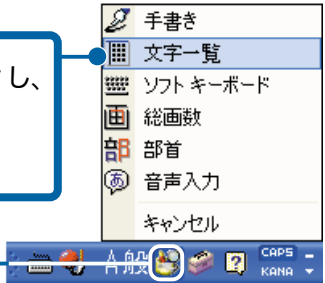 手書き
文字一覧
し、
ソフト キーボード
総画数
部首
音声入力
キャンセル
A 般
CAPS
KANA